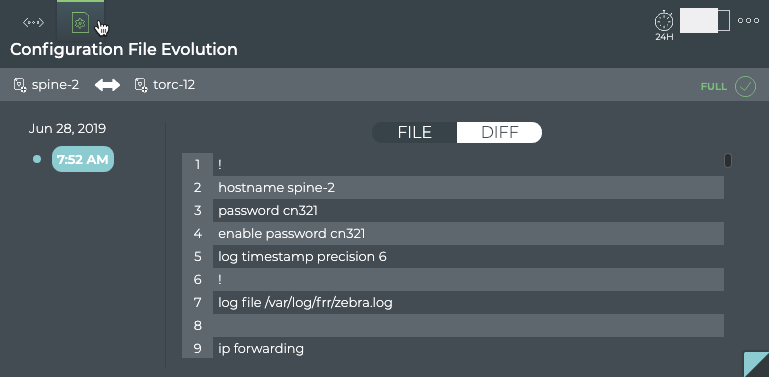 24H
Configuration File Evolution
spine-2 torc-12 FULL
Jun 28, 2019
7:52 AM
FILE DIFF
1 !
2 hostname spine-2
3 password cn321
4 enable password cn321
5 log timestamp precision 6
6 !
7 log file /var/log/frr/zebra.log
8
9 ip forwarding